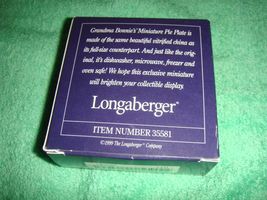 Grandma Bonnie's Miniature Pie Plate is
made of the same beautiful vitrified china as
its full-size counterpart. And just like the orig-
inal, it's dishwasher, microwave, freezer and
oven safe! We hope this exclusive miniature
will brighten your collectible display.
Longaberger®
ITEM NUMBER 35581
©1999 The Longaberger® Company